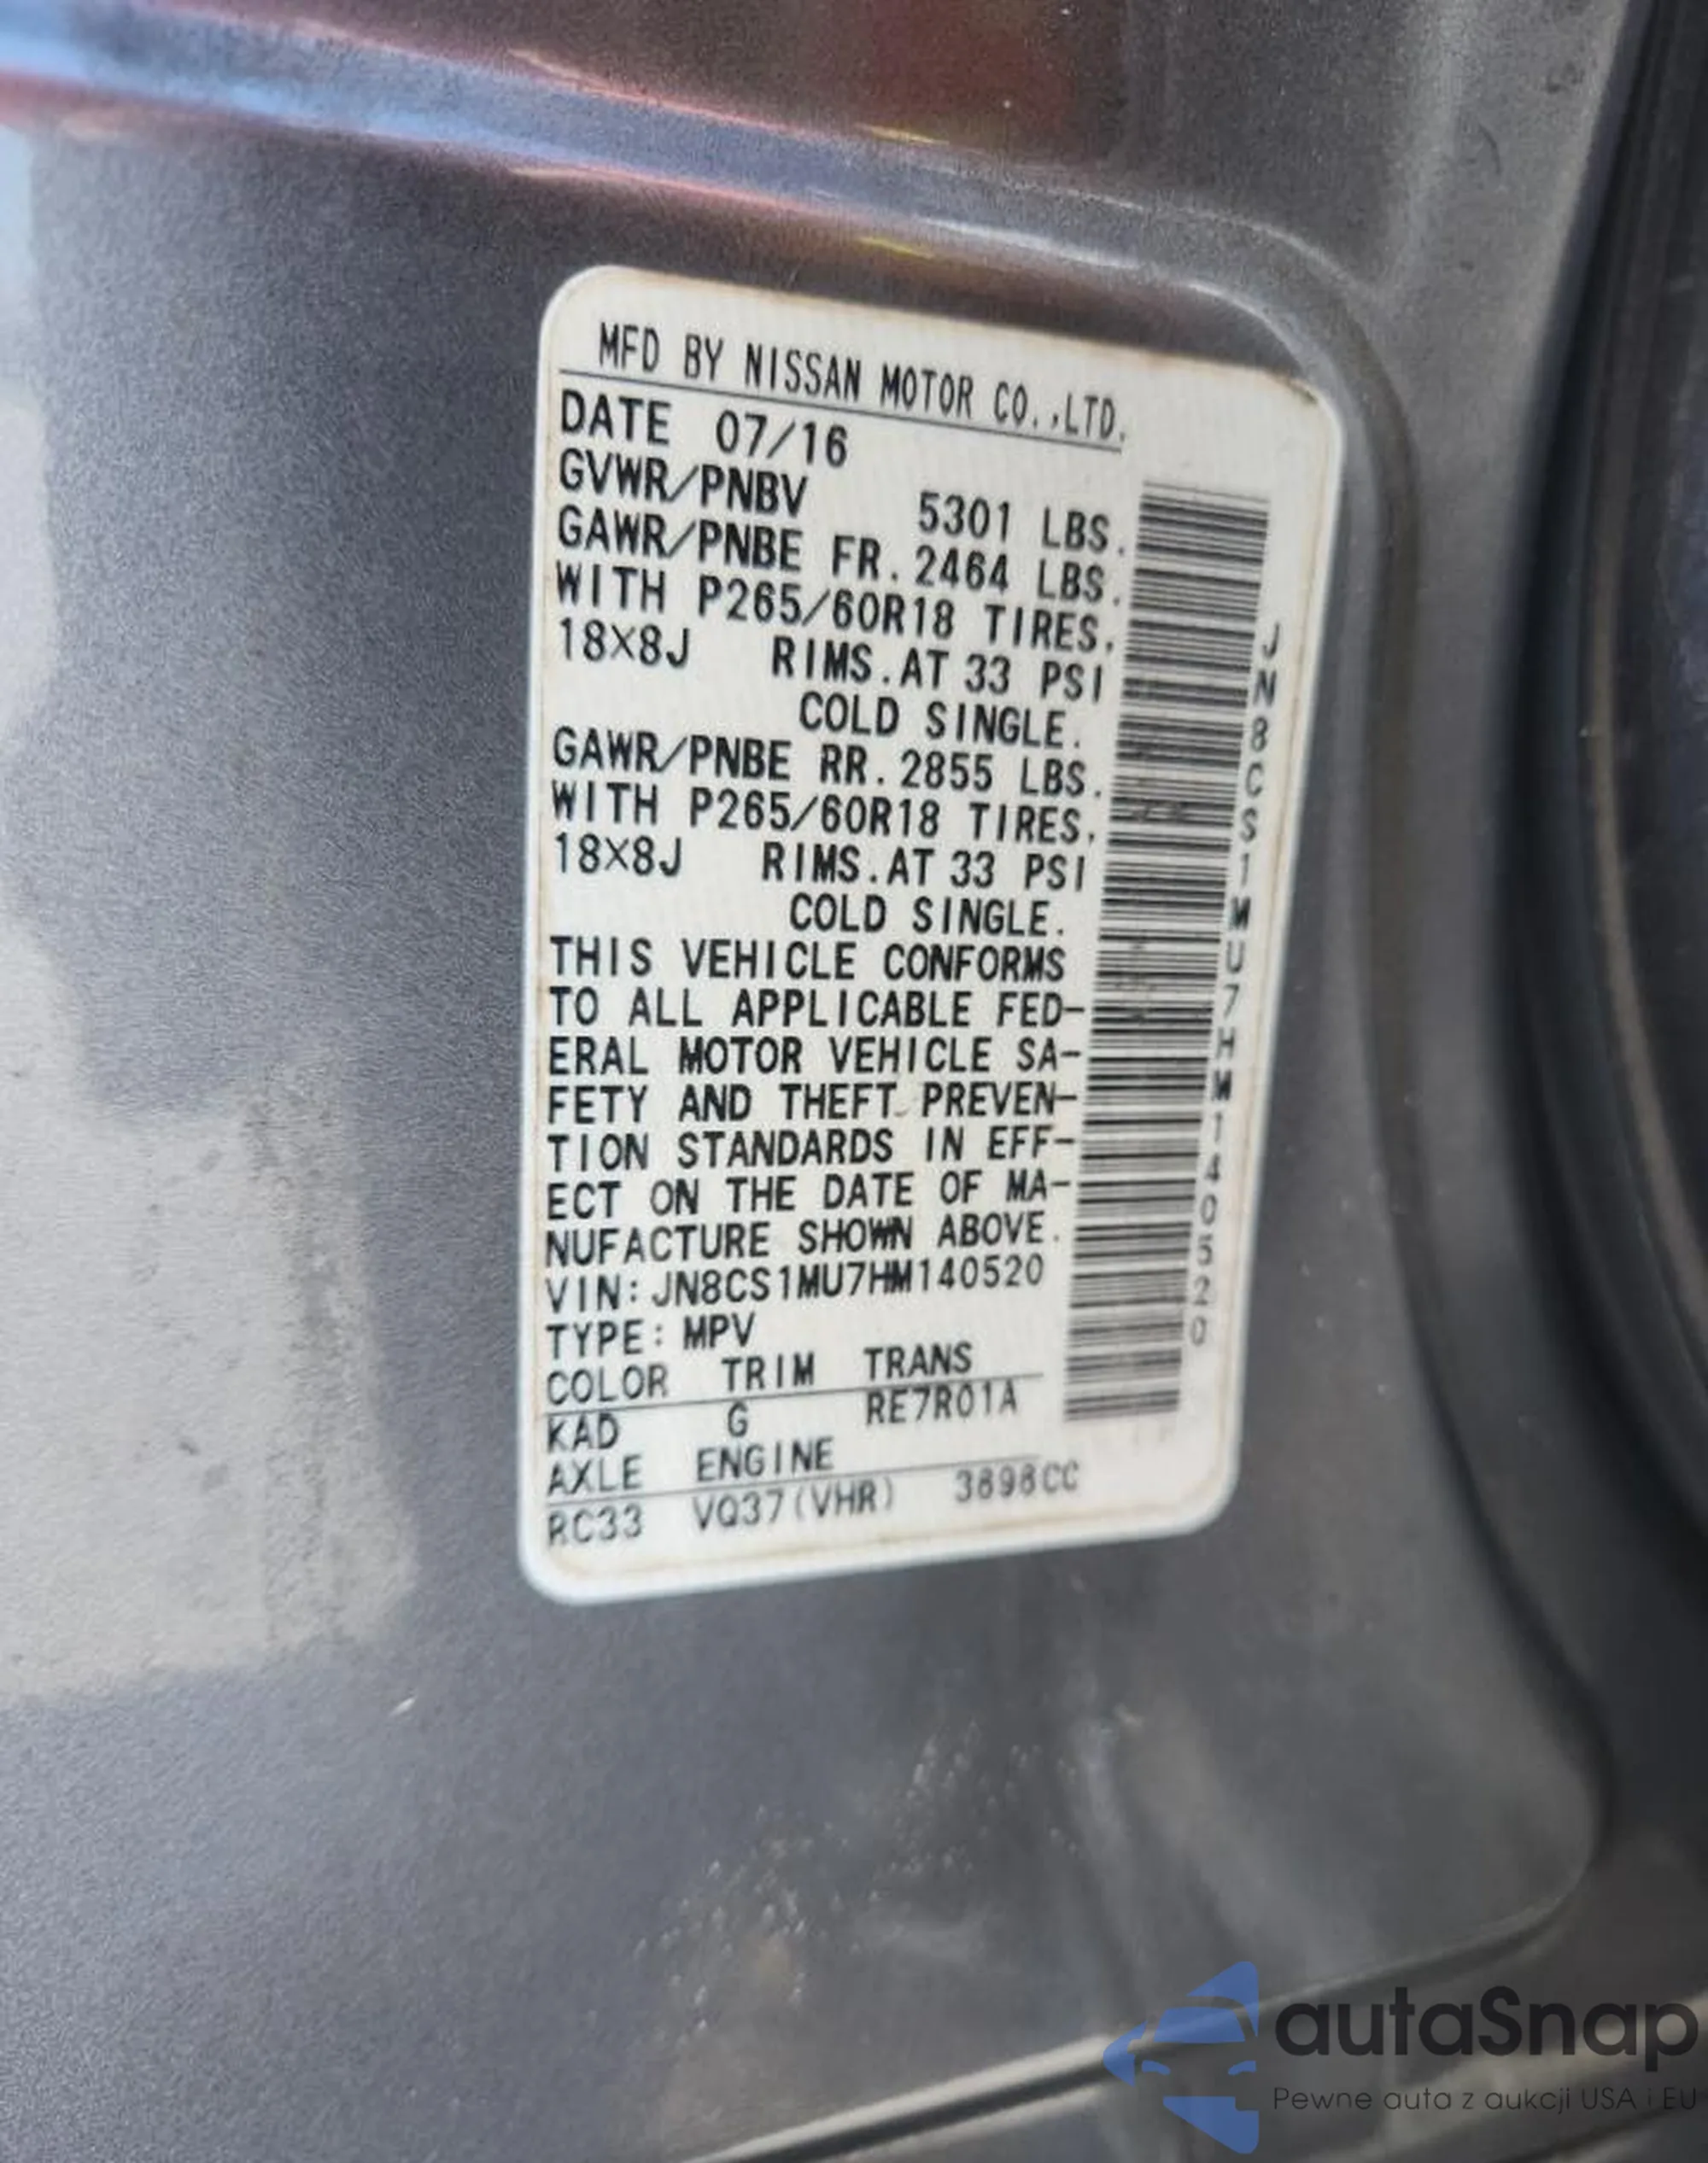 MFD BY NISSAN MOTOR CO.,LTD.
DATE 07/16
GVWR/PNBV 5301 LBS.
GAWR/PNBE FR. 2464 LBS.
WITH P265/60R18 TIRES.
18X8J RIMS.AT 33 PSI
COLD SINGLE.
GAWR/PNBE RR. 2855 LBS.
WITH P265/60R18 TIRES.
18X8J RIMS.AT 33 PSI
COLD SINGLE.
THIS VEHICLE CONFORMS
TO ALL APPLICABLE FED-
ERAL MOTOR VEHICLE SA-
FETY AND THEFT PREVEN-
TION STANDARDS IN EFF-
ECT ON THE DATE OF MA-
NUFACTURE SHOWN ABOVE.
VIN: JN8CS1MU7HM140520
TYPE: MPV
COLOR TRIM TRANS
KAD G RE7R01A
AXLE ENGINE
RC33 VQ37(VHR) 3696CC
JN8CS1MU7HM140520
autaSnap
Pewne auta z aukcji USA i EU